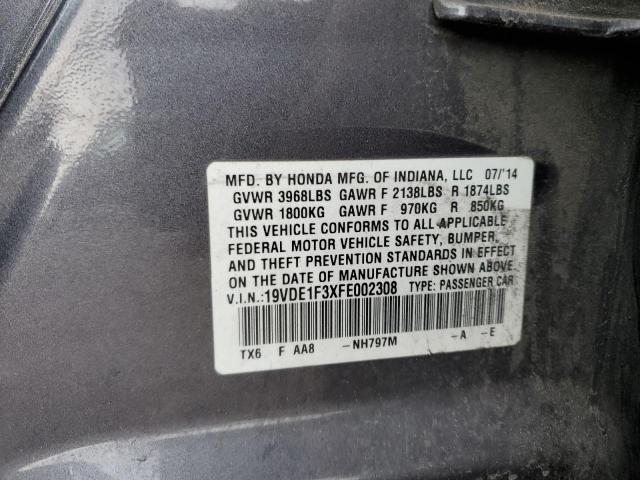 MFD. BY HONDA MFG. OF INDIANA, LLC 07/'14
GVWR 3968LBS GAWR F 2138LBS R 1874LBS
GVWR 1800KG GAWR F 970KG R 850KG
THIS VEHICLE CONFORMS TO ALL APPLICABLE
FEDERAL MOTOR VEHICLE SAFETY, BUMPER,
AND THEFT PREVENTION STANDARDS IN EFFECT
ON THE DATE OF MANUFACTURE SHOWN ABOVE.
V.I.N.:19VDE1F3XFE002308 TYPE: PASSENGER CAR
TX6 F AA8 -NH797M -A -E